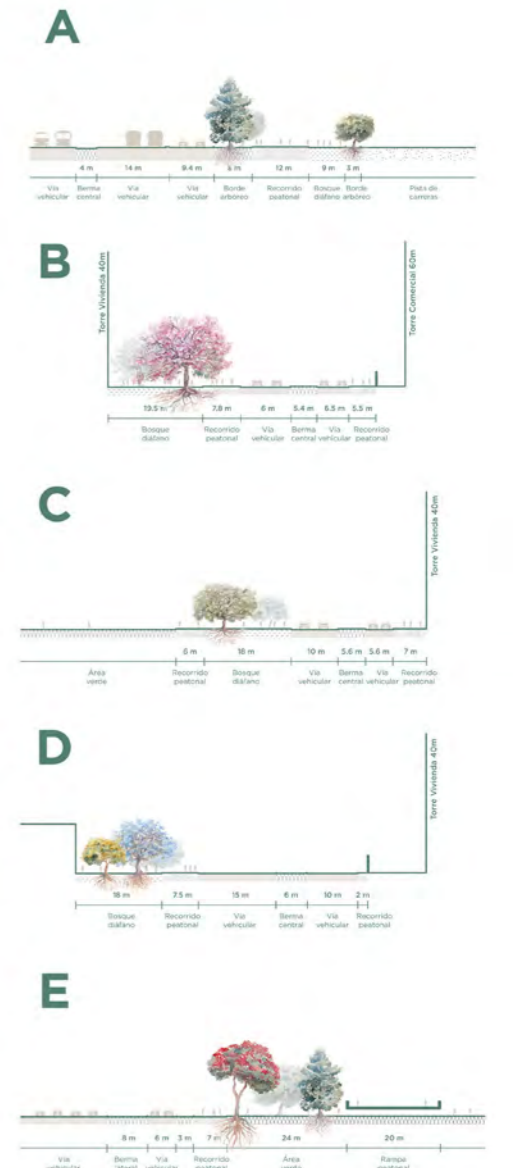 A
4 m 14 m 9.4 m 12 m 9 m 3 m
Vía vehicular Berma central Vía vehicular Vía vehicular Borde arbóreo Recorrido peatonal Bosque diáfano Borde arbóreo Pista de carreras
B
Torre Vivienda 40m
Torre Comercial 60m
19.5 m 7.8 m 6 m 5.4 m 6.5 m 5.5 m
Bosque diáfano Recorrido peatonal Vía vehicular Berma central Vía vehicular Recorrido peatonal
C
Torre Vivienda 40m
6 m 16 m 10 m 5.6 m 5.6 m 7 m
Área verde Recorrido peatonal Bosque diáfano Vía vehicular Berma central Vía vehicular Recorrido peatonal
D
Torre Vivienda 40m
16 m 7.5 m 15 m 6 m 10 m 2 m
Bosque diáfano Recorrido peatonal Vía vehicular Berma central Vía vehicular Recorrido peatonal
E
8 m 6 m 3 m 7 m 24 m 20 m
Vía vehicular Berma lateral Vía vehicular Recorrido peatonal Área verde Rampa peatonal